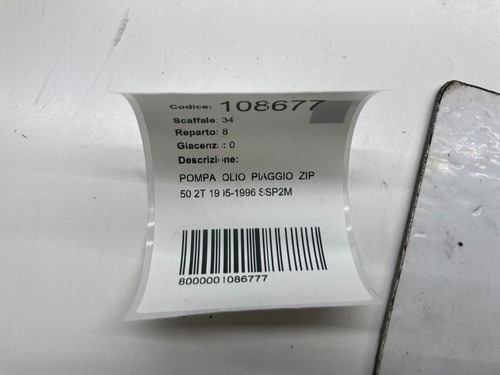 Codice: 108677
Scaffale: 34
Reparto: 8
Giacenza: 0
Descrizione:
POMPA OLIO PIAGGIO ZIP
50 2T 1995-1996 SSP2M
8000001086777